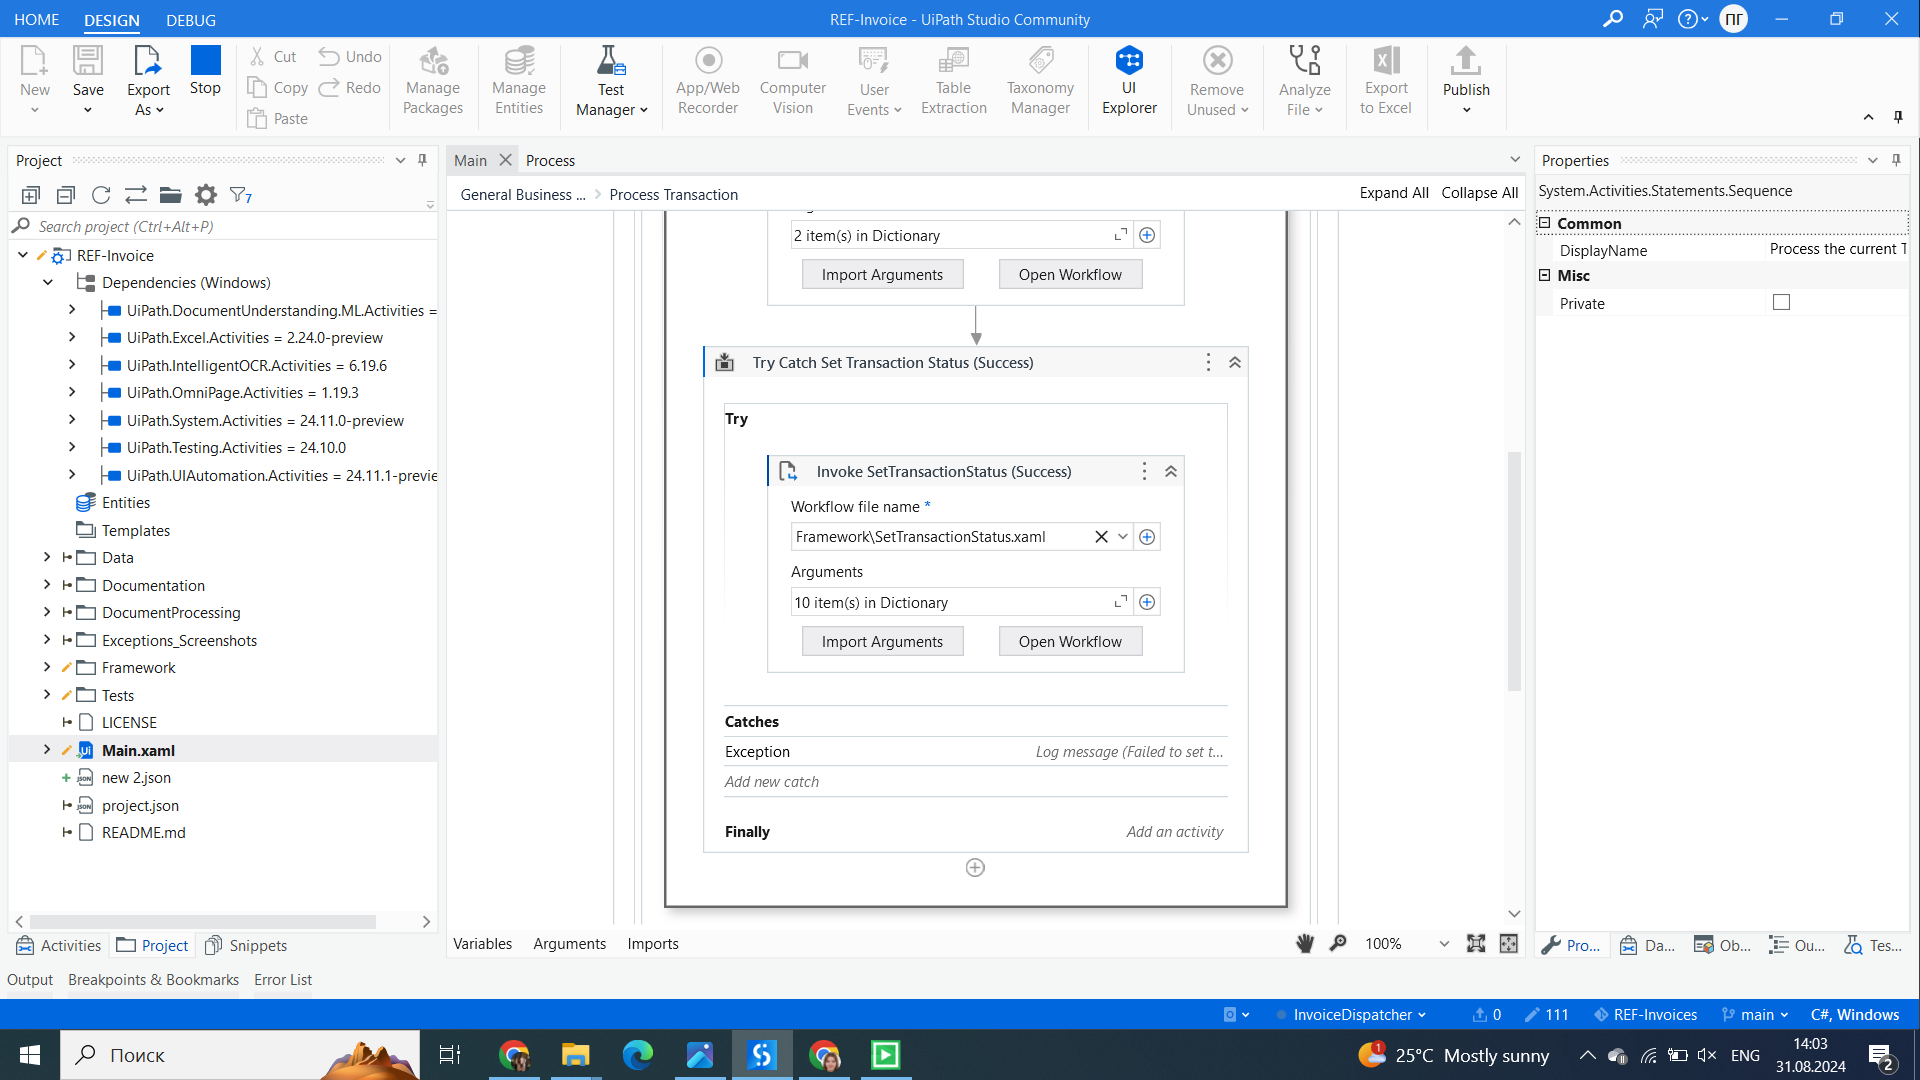 HOME DESIGN DEBUG
REF-Invoice - UiPath Studio Community
ПГ
New
Save
Export As
Stop
Cut
Copy
Paste
Undo
Redo
Manage Packages
Manage Entities
Test Manager
App/Web Recorder
Computer Vision
User Events
Table Extraction
Taxonomy Manager
UI Explorer
Remove Unused
Analyze File
Export to Excel
Publish
Project
7
Search project (Ctrl+Alt+P)
REF-Invoice
Dependencies (Windows)
UiPath.DocumentUnderstanding.ML.Activities =
UiPath.Excel.Activities = 2.24.0-preview
UiPath.IntelligentOCR.Activities = 6.19.6
UiPath.OmniPage.Activities = 1.19.3
UiPath.System.Activities = 24.11.0-preview
UiPath.Testing.Activities = 24.10.0
UiPath.UIAutomation.Activities = 24.11.1-previe
Entities
Templates
Data
Documentation
DocumentProcessing
Exceptions_Screenshots
Framework
Tests
LICENSE
Main.xaml
new 2.json
project.json
README.md
Activities Project Snippets
Main Process
General Business ... Process Transaction
Expand All Collapse All
2 item(s) in Dictionary
Import Arguments Open Workflow
Try Catch Set Transaction Status (Success)
Try
Invoke SetTransactionStatus (Success)
Workflow file name *
Framework\SetTransactionStatus.xaml
Arguments
10 item(s) in Dictionary
Import Arguments Open Workflow
Catches
Exception Log message (Failed to set t...
Add new catch
Finally Add an activity
Variables Arguments Imports
100%
Properties
System.Activities.Statements.Sequence
Common
DisplayName Process the current T
Misc
Private
Pro... Da... Ob... Ou... Tes...
Output Breakpoints & Bookmarks Error List
InvoiceDispatcher 0 111 REF-Invoices main C#, Windows
Поиск
1
25°C Mostly sunny
ENG
14:03
31.08.2024
2